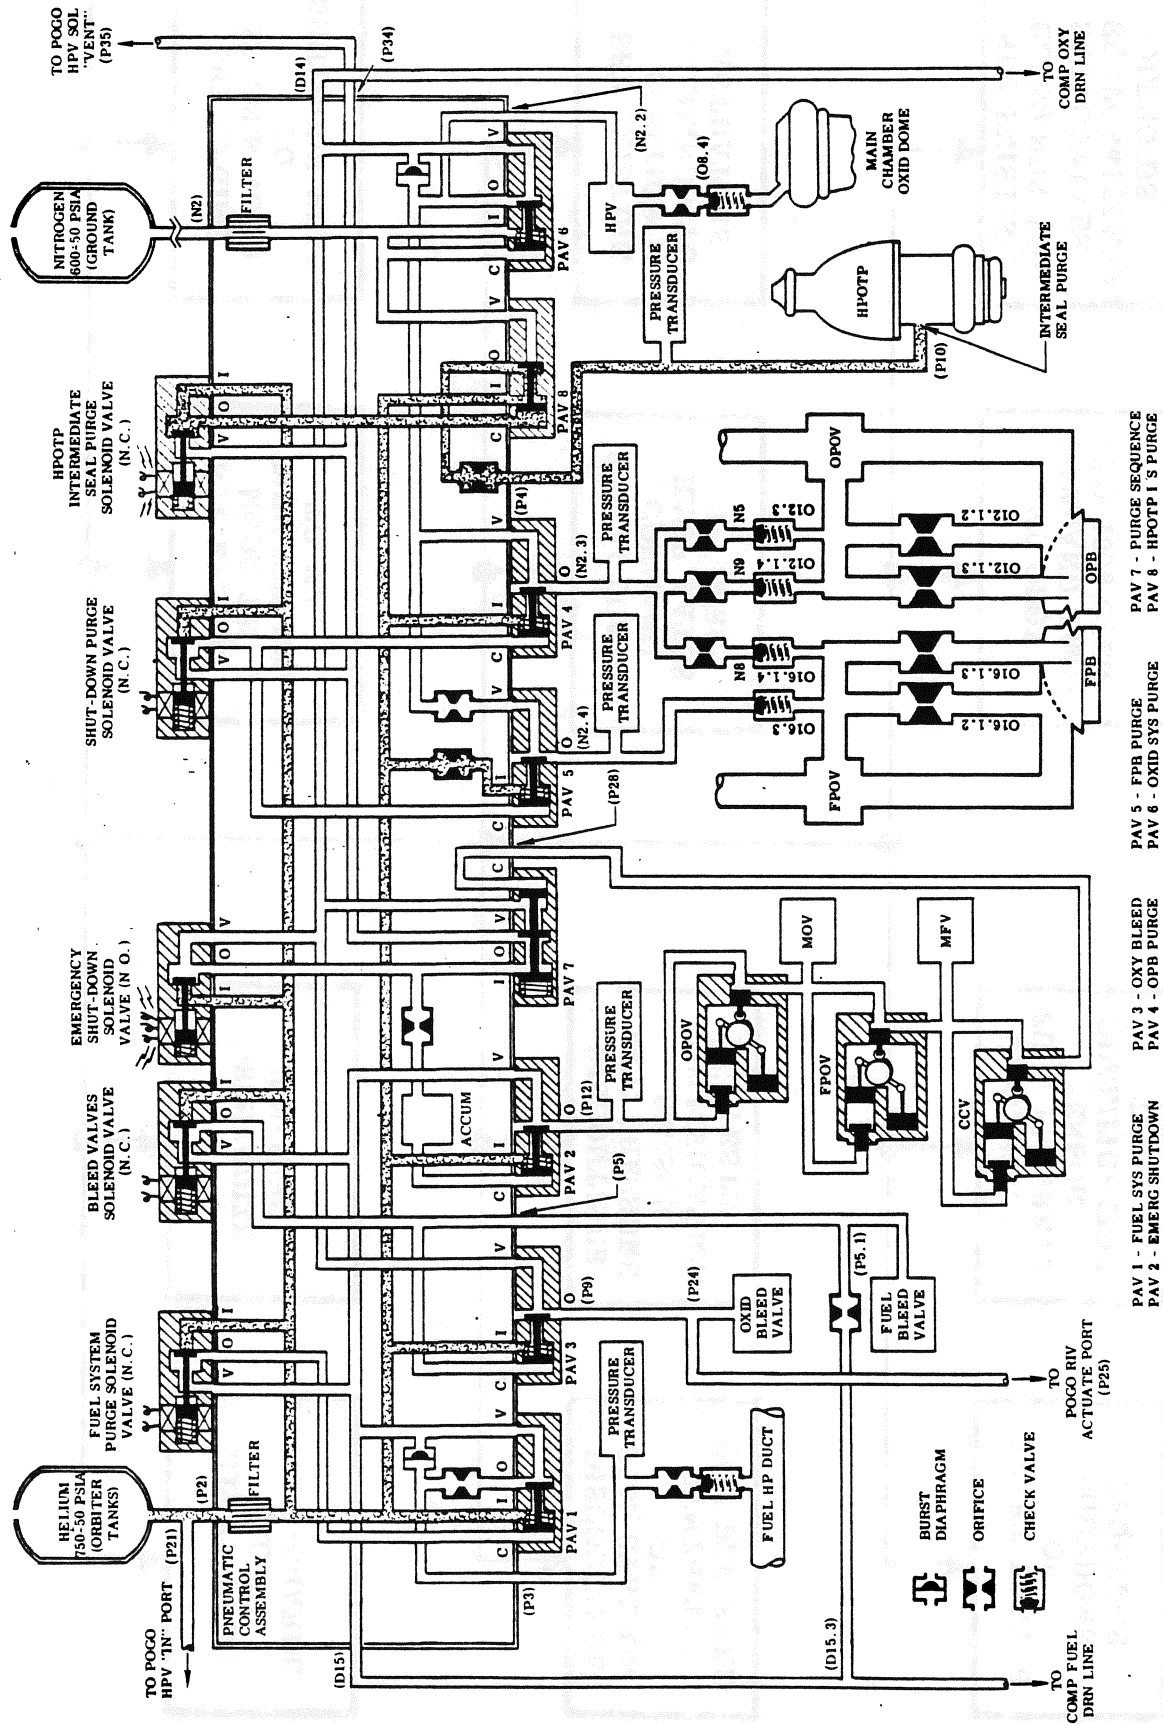 TO POGO
HPV SOL
"VENT"
(P35)
(P34)
(D14)
TO
COMP OXY
DRN LINE
NITROGEN
600-50 PSIA
(GROUND
TANK)
(N2)
FILTER
V
O
I
C
PAV 6
(N2.2)
HPV
(O8.4)
MAIN
CHAMBER
OXID DOME
HPOTP
INTERMEDIATE
SEAL PURGE
SOLENOID VALVE
(N.C.)
I
O
V
V
O
I
C
PAV 8
(P4)
PRESSURE
TRANSDUCER
HPOTP
(P10)
INTERMEDIATE
SEAL PURGE
SHUT-DOWN PURGE
SOLENOID VALVE
(N.C.)
I
O
V
V
O
(N2.3)
I
C
PAV 4
PRESSURE
TRANSDUCER
V
O
(N2.4)
I
C
PAV 5
PRESSURE
TRANSDUCER
N5
O12.3
N9
O12.1.4
N8
O16.1.4
O16.3
OPOV
O12.1.2
O12.1.3
OPB
FPOV
O16.1.3
O16.1.2
FPB
EMERGENCY
SHUT-DOWN
SOLENOID
VALVE (N O.)
V
O
I
C
V
O
I
PAV 7
(P28)
BLEED VALVES
SOLENOID VALVE
(N.C.)
I
O
V
ACCUM
V
O
(P12)
I
C
PAV 2
PRESSURE
TRANSDUCER
(P5)
OPOV
MOV
FPOV
MFV
CCV
FUEL SYSTEM
PURGE SOLENOID
VALVE (N.C.)
I
O
V
V
O
(P9)
I
C
PAV 3
(P24)
OXID
BLEED
VALVE
(P5.1)
FUEL
BLEED
VALVE
TO
POGO RIV
ACTUATE PORT
(P25)
HELIUM
750-50 PSIA
(ORBITER
TANKS)
(P2)
(P21)
FILTER
TO POGO
HPV "IN" PORT
PNEUMATIC
CONTROL
ASSEMBLY
V
O
I
C
PAV 1
(P3)
PRESSURE
TRANSDUCER
FUEL HP DUCT
(D15)
(D15.3)
TO
COMP FUEL
DRN LINE
BURST
DIAPHRAGM
ORIFICE
CHECK VALVE
PAV 1 - FUEL SYS PURGE
PAV 2 - EMERG SHUTDOWN
PAV 3 - OXY BLEED
PAV 4 - OPB PURGE
PAV 5 - FPB PURGE
PAV 6 - OXID SYS PURGE
PAV 7 - PURGE SEQUENCE
PAV 8 - HPOTP I S PURGE